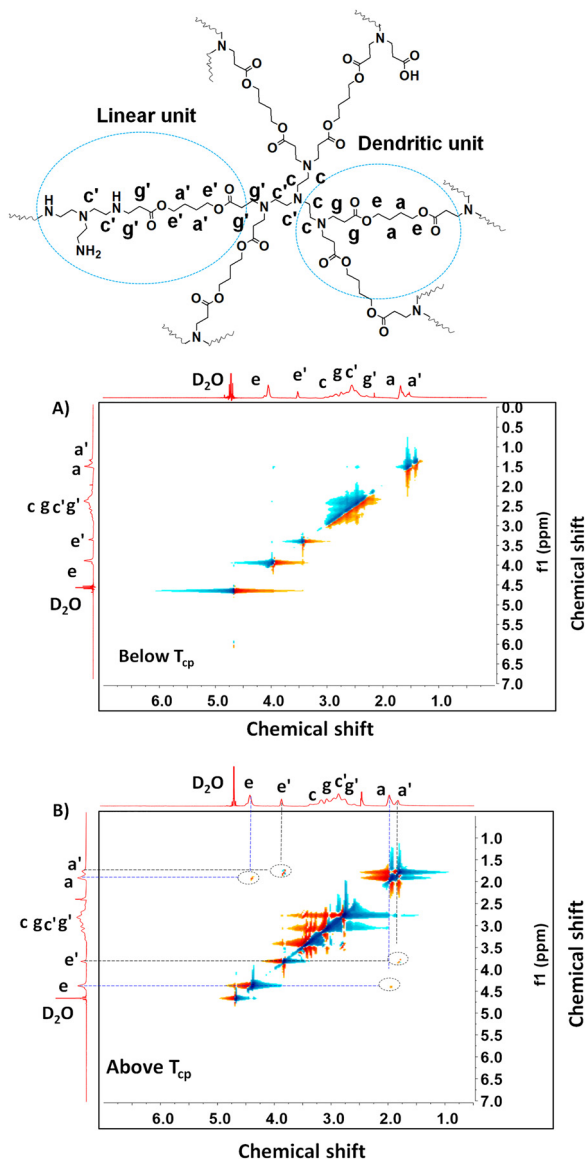 N
N
O
O
O
O
N
O
OH
O
O
O
O
N
Linear unit
Dendritic unit
c
c
H
N
c'
N
c'
H
N
c'
g'
g'
O
O
e'
a'
e'
a'
O
O
g'
g'
N
c'
N
c'
c
c
c
N
g
g
O
O
e
a
a
e
O
O
N
NH₂
O
O
O
O
N
O
O
O
O
N
D₂O e e' c g c' g' a a'
A)
a'
a
c g c'g'
e'
e
D₂O
0.0
0.5
1.0
1.5
2.0
2.5
3.0
3.5
4.0
4.5
5.0
5.5
6.0
6.5
7.0
f1 (ppm)
Chemical shift
Below Tcp
6.0 5.0 4.0 3.0 2.0 1.0
Chemical shift
D₂O e e' c g c' g' a a'
B)
a'
a
c g c'g'
e'
e
D₂O
1.0
1.5
2.0
2.5
3.0
3.5
4.0
4.5
5.0
5.5
6.0
6.5
7.0
f1 (ppm)
Chemical shift
Above Tcp
6.0 5.0 4.0 3.0 2.0 1.0
Chemical shift